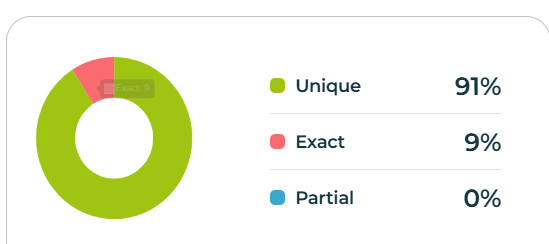 Exact: 9
Unique 91%
Exact 9%
Partial 0%